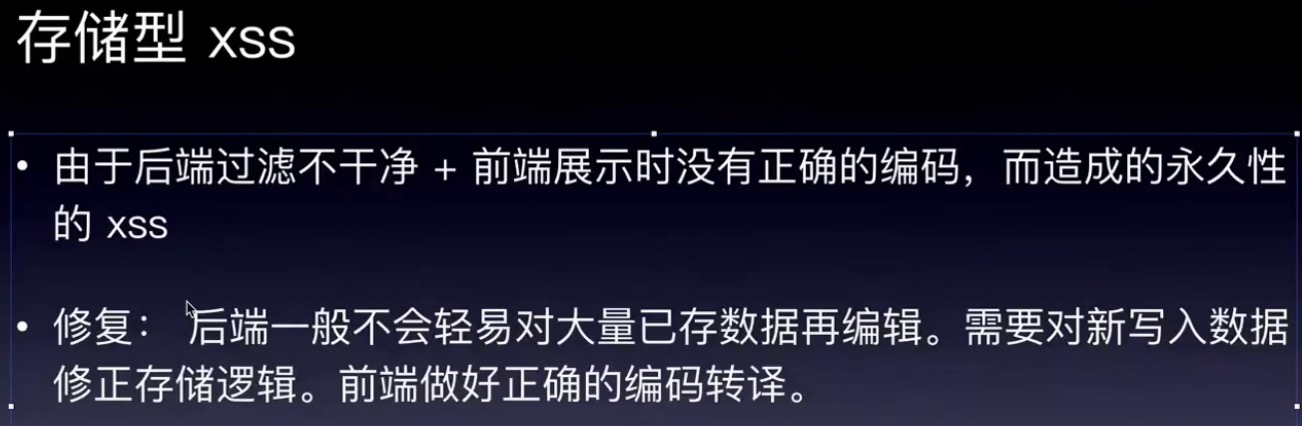 存储型 xss
• 由于后端过滤不干净 + 前端展示时没有正确的编码，而造成的永久性
的 xss
• 修复： 后端一般不会轻易对大量已存数据再编辑。需要对新写入数据
修正存储逻辑。前端做好正确的编码转译。